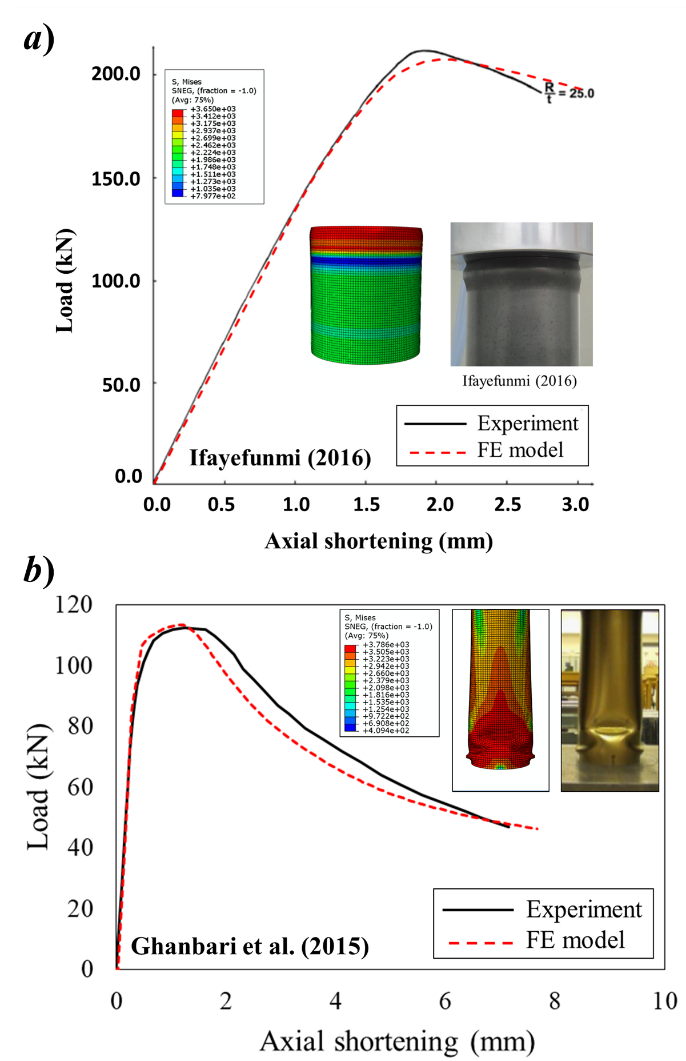 a)
200.0
150.0
100.0
50.0
0.0
Load (kN)
S, Mises
SNEG, (fraction = -1.0)
(Avg: 75%)
+3.650e+03
+3.412e+03
+3.175e+03
+2.937e+03
+2.699e+03
+2.462e+03
+2.224e+03
+1.986e+03
+1.748e+03
+1.511e+03
+1.273e+03
+1.035e+03
+7.977e+02
R
t = 25.0
Ifayefunmi (2016)
Experiment
FE model
Ifayefunmi (2016)
0.0 0.5 1.0 1.5 2.0 2.5 3.0
Axial shortening (mm)
b)
120
100
80
60
40
20
0
Load (kN)
S, Mises
SNEG, (fraction = -1.0)
(Avg: 75%)
+3.786e+03
+3.505e+03
+3.223e+03
+2.942e+03
+2.660e+03
+2.379e+03
+2.098e+03
+1.816e+03
+1.535e+03
+1.254e+03
+9.722e+02
+6.908e+02
+4.094e+02
Experiment
FE model
Ghanbari et al. (2015)
0 2 4 6 8 10
Axial shortening (mm)